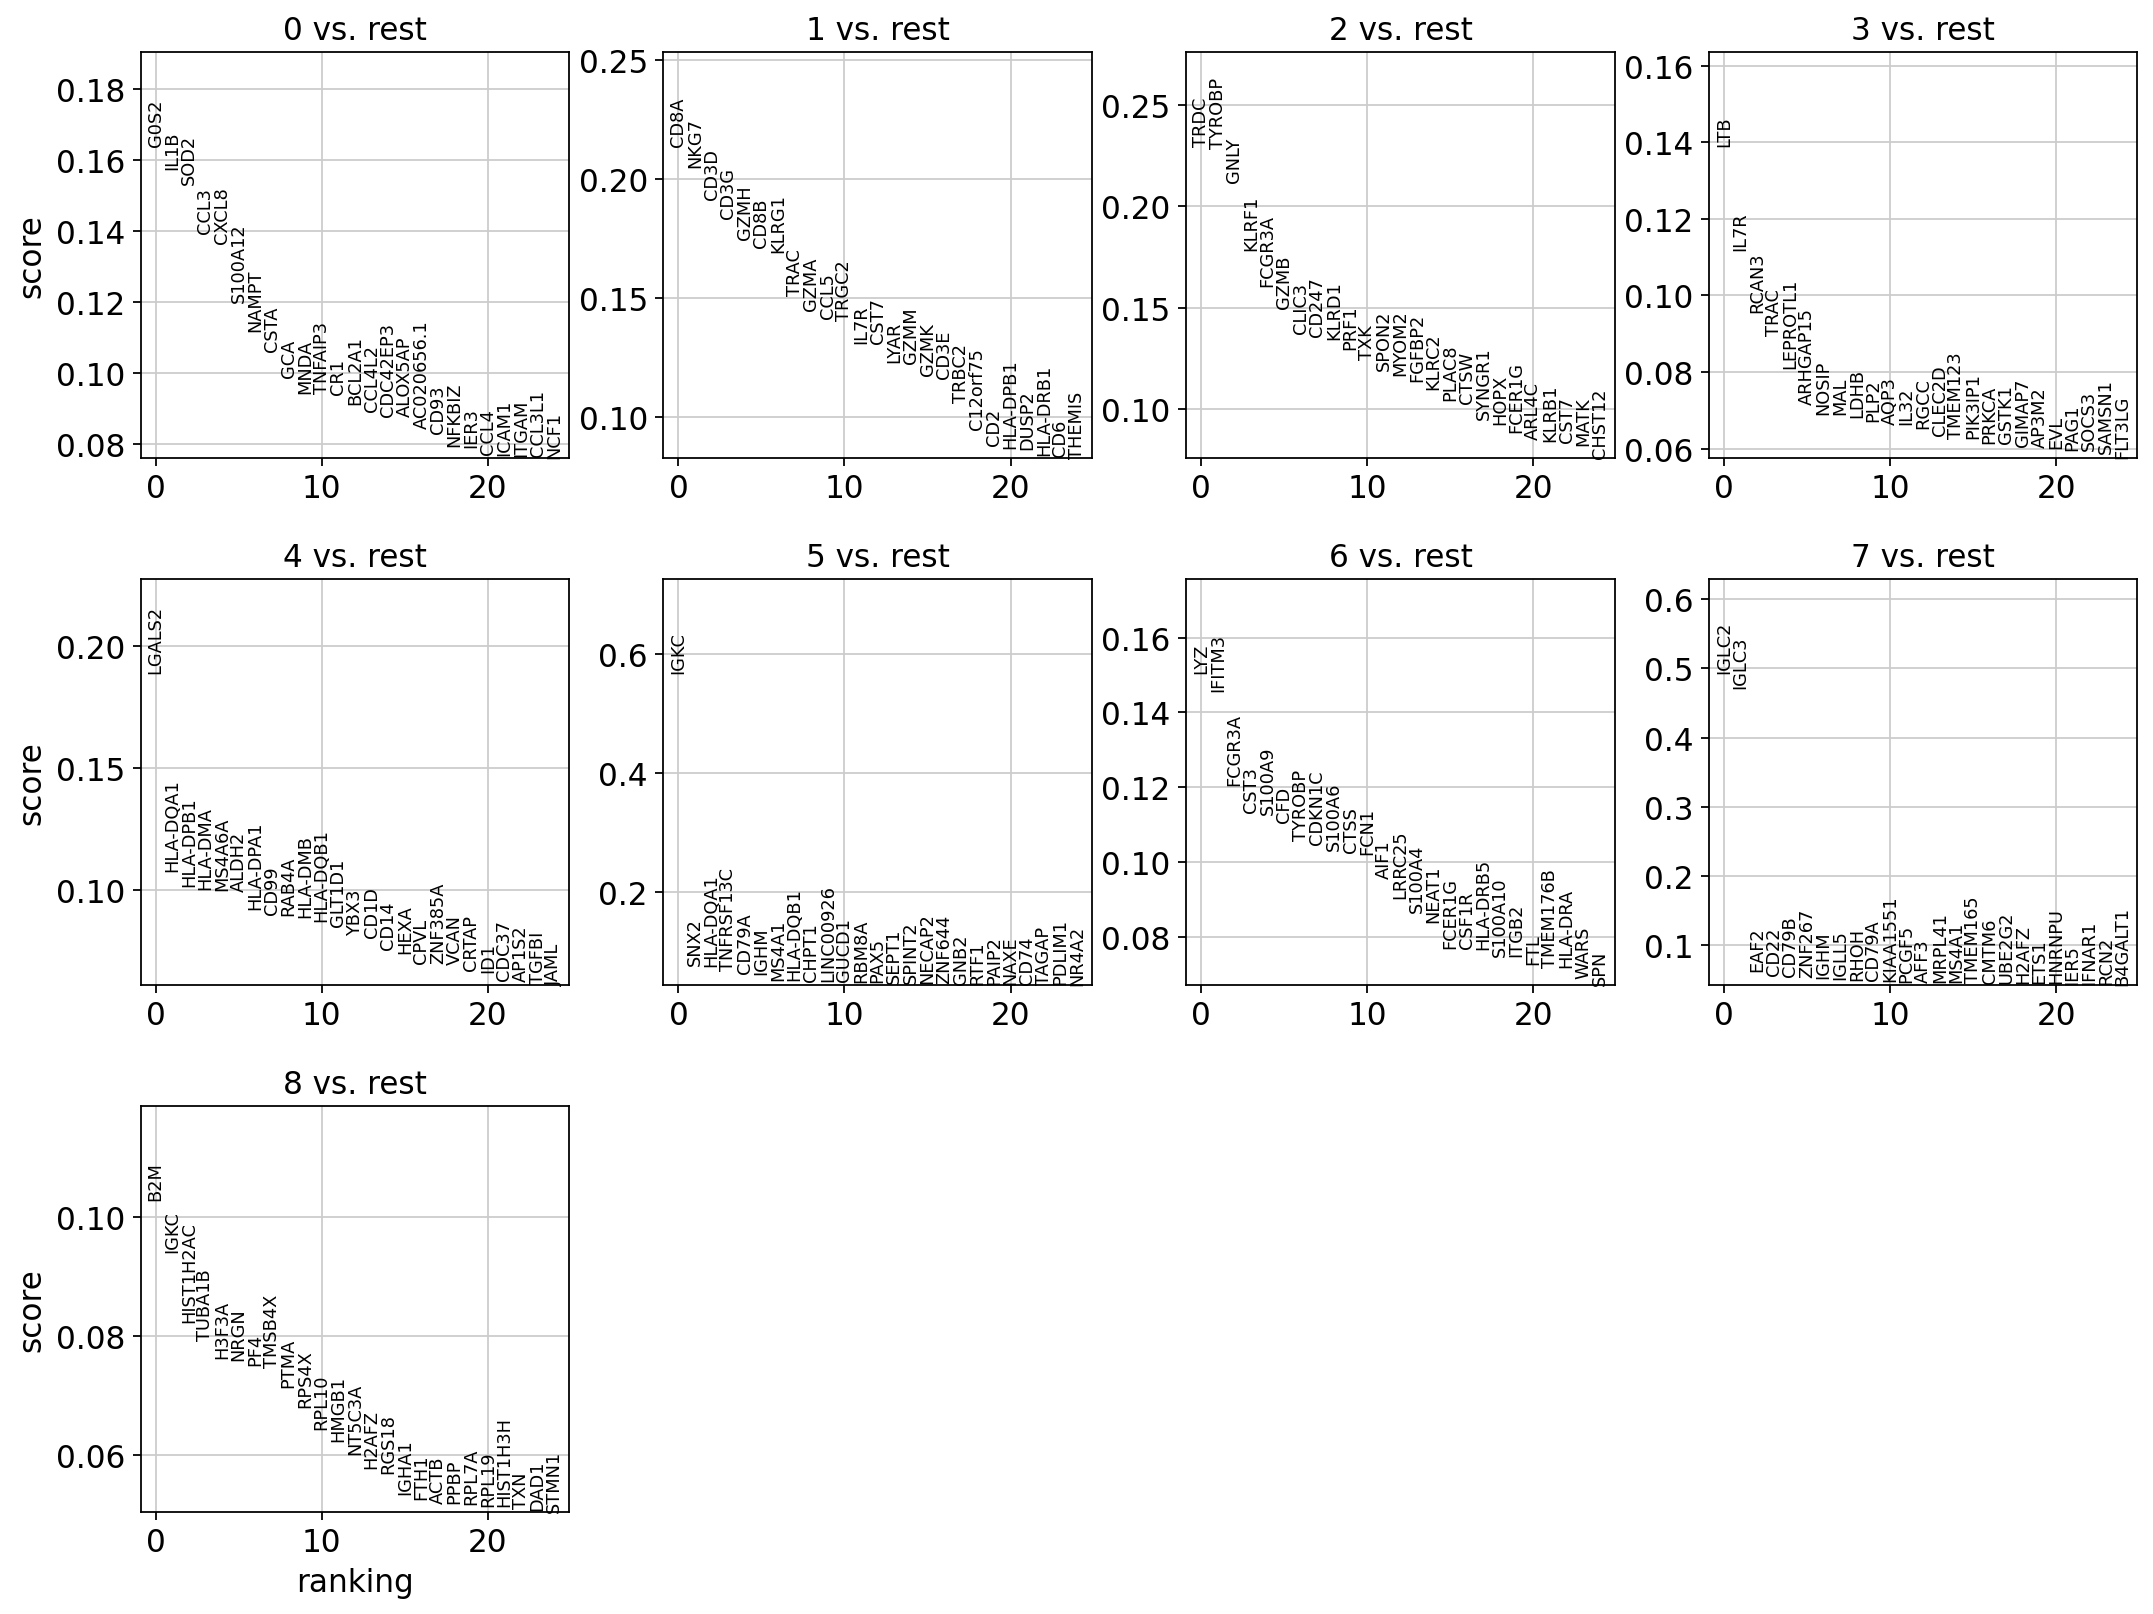 0 vs. rest
1 vs. rest
2 vs. rest
3 vs. rest
score
0.18
0.16
0.14
0.12
0.10
0.08
G0S2
IL1B
SOD2
CCL3
CXCL8
S100A12
NAMPT
CSTA
GCA
MNDA
TNFAIP3
CR1
BCL2A1
CCL4L2
CDC42EP3
ALOX5AP
AC020656.1
CD93
NFKBIZ
IER3
CCL4
ICAM1
ITGAM
CCL3L1
NCF1
0 10 20
0.25
0.20
0.15
0.10
CD8A
NKG7
CD3D
CD3G
GZMH
CD8B
KLRG1
TRAC
GZMA
CCL5
TRGC2
IL7R
CST7
LYAR
GZMM
GZMK
CD3E
TRBC2
C12orf75
CD2
HLA-DPB1
DUSP2
HLA-DRB1
CD6
THEMIS
0 10 20
0.25
0.20
0.15
0.10
TRDC
TYROBP
GNLY
KLRF1
FCGR3A
GZMB
CLIC3
CD247
KLRD1
PRF1
TXK
SPON2
MYOM2
FGFBP2
KLRC2
PLAC8
CTSW
SYNGR1
HOPX
FCER1G
ARL4C
KLRB1
CST7
MATK
CHST12
0 10 20
0.16
0.14
0.12
0.10
0.08
0.06
LTB
IL7R
RCAN3
TRAC
LEPROTL1
ARHGAP15
NOSIP
MAL
LDHB
PLP2
AQP3
IL32
RGCC
CLEC2D
TMEM123
PIK3IP1
PRKCA
GSTK1
GIMAP7
AP3M2
EVL
PAG1
SOCS3
SAMSN1
FLT3LG
0 10 20
4 vs. rest
5 vs. rest
6 vs. rest
7 vs. rest
score
0.20
0.15
0.10
LGALS2
HLA-DQA1
HLA-DPB1
HLA-DMA
MS4A6A
ALDH2
HLA-DPA1
CD99
RAB4A
HLA-DMB
HLA-DQB1
GLT1D1
YBX3
CD1D
CD14
HEXA
CPVL
ZNF385A
VCAN
CRTAP
ID1
CDC37
AP1S2
TGFBI
JAML
0 10 20
0.6
0.4
0.2
IGKC
SNX2
HLA-DQA1
TNFRSF13C
CD79A
IGHM
MS4A1
HLA-DQB1
CHPT1
LINC00926
GUCD1
RBM8A
PAX5
SEPT1
SPINT2
NECAP2
ZNF644
GNB2
RTF1
PAIP2
NAXE
CD74
TAGAP
PDLIM1
NR4A2
0 10 20
0.16
0.14
0.12
0.10
0.08
LYZ
IFITM3
FCGR3A
CST3
S100A9
CFD
TYROBP
CDKN1C
S100A6
CTSS
FCN1
AIF1
LRRC25
S100A4
NEAT1
FCER1G
CSF1R
HLA-DRB5
S100A10
ITGB2
FTL
TMEM176B
HLA-DRA
WARS
SPN
0 10 20
0.6
0.5
0.4
0.3
0.2
0.1
IGLC2
IGLC3
EAF2
CD22
CD79B
ZNF267
IGHM
IGLL5
RHOH
CD79A
KIAA1551
PCGF5
AFF3
MRPL41
MS4A1
TMEM165
CMTM6
UBE2G2
H2AFZ
ETS1
HNRNPU
IER5
IFNAR1
RCN2
B4GALT1
0 10 20
8 vs. rest
score
0.10
0.08
0.06
B2M
IGKC
HIST1H2AC
TUBA1B
H3F3A
NRGN
PF4
TMSB4X
PTMA
RPS4X
RPL10
HMGB1
NT5C3A
H2AFZ
RGS18
IGHA1
FTH1
ACTB
PPBP
RPL7A
RPL19
HIST1H3H
TXN
DAD1
STMN1
0 10 20
ranking